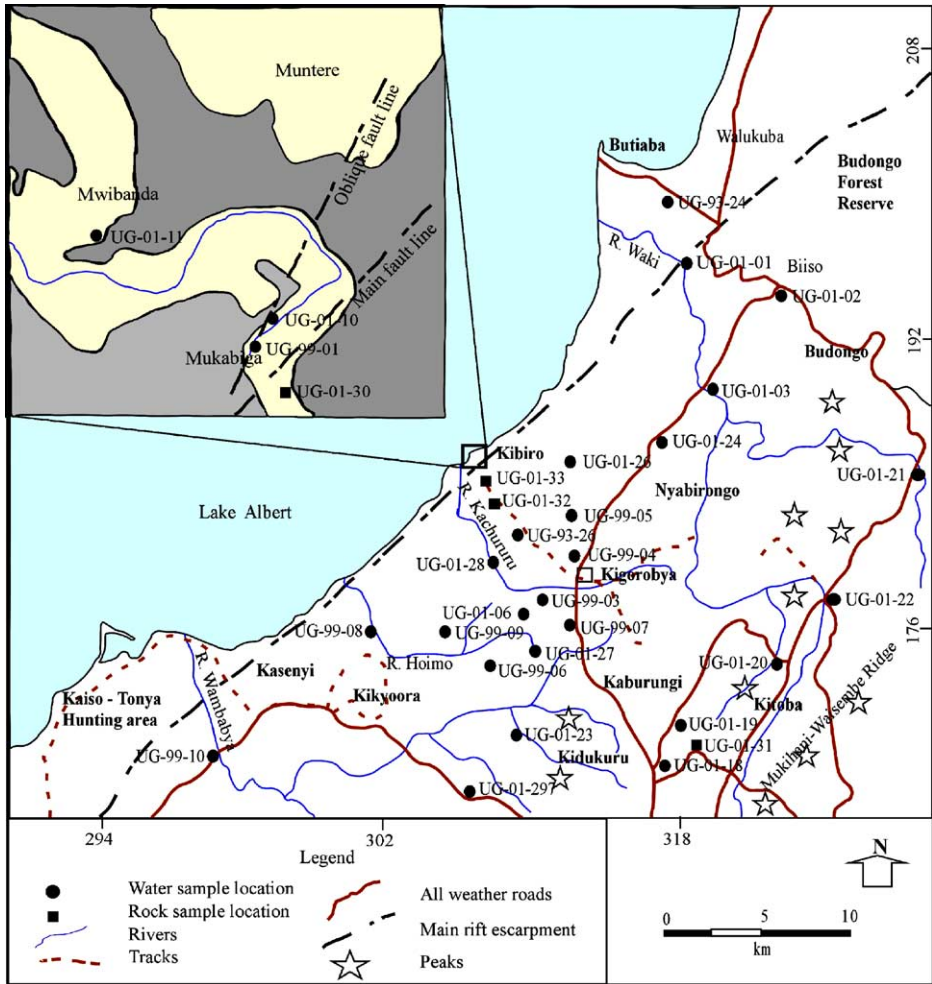 Muntere
Oblique fault line
Mwibanda
UG-01-11
Main fault line
UG-01-10
UG-99-01
Mukabiga
UG-01-30
208
Walukuba
Butiaba
Budongo
Forest
Reserve
UG-93-24
R. Waki
UG-01-01
Biiso
UG-01-02
192
Budongo
UG-01-03
UG-01-24
Kibiro
UG-01-26
UG-01-21
UG-01-33
Nyabirongo
UG-01-32
Lake Albert
R. Kachururu
UG-99-05
UG-93-26
UG-99-04
UG-01-28
Kigorobya
UG-99-03
UG-01-22
UG-01-06
UG-99-07
176
UG-99-08
UG-99-09
UG-01-27
R. Hoimo
UG-99-06
UG-01-20
R. Wambabya
Kasenyi
Kaburungi
Kaiso - Tonya
Hunting area
Kikyoora
Kitoba
Mukihani-Waisembe Ridge
UG-01-19
UG-01-23
UG-01-31
UG-99-10
Kidukuru
UG-01-18
UG-01-297
294
302
318
Legend
Water sample location
Rock sample location
Rivers
Tracks
All weather roads
Main rift escarpment
Peaks
N
0 5 10
km